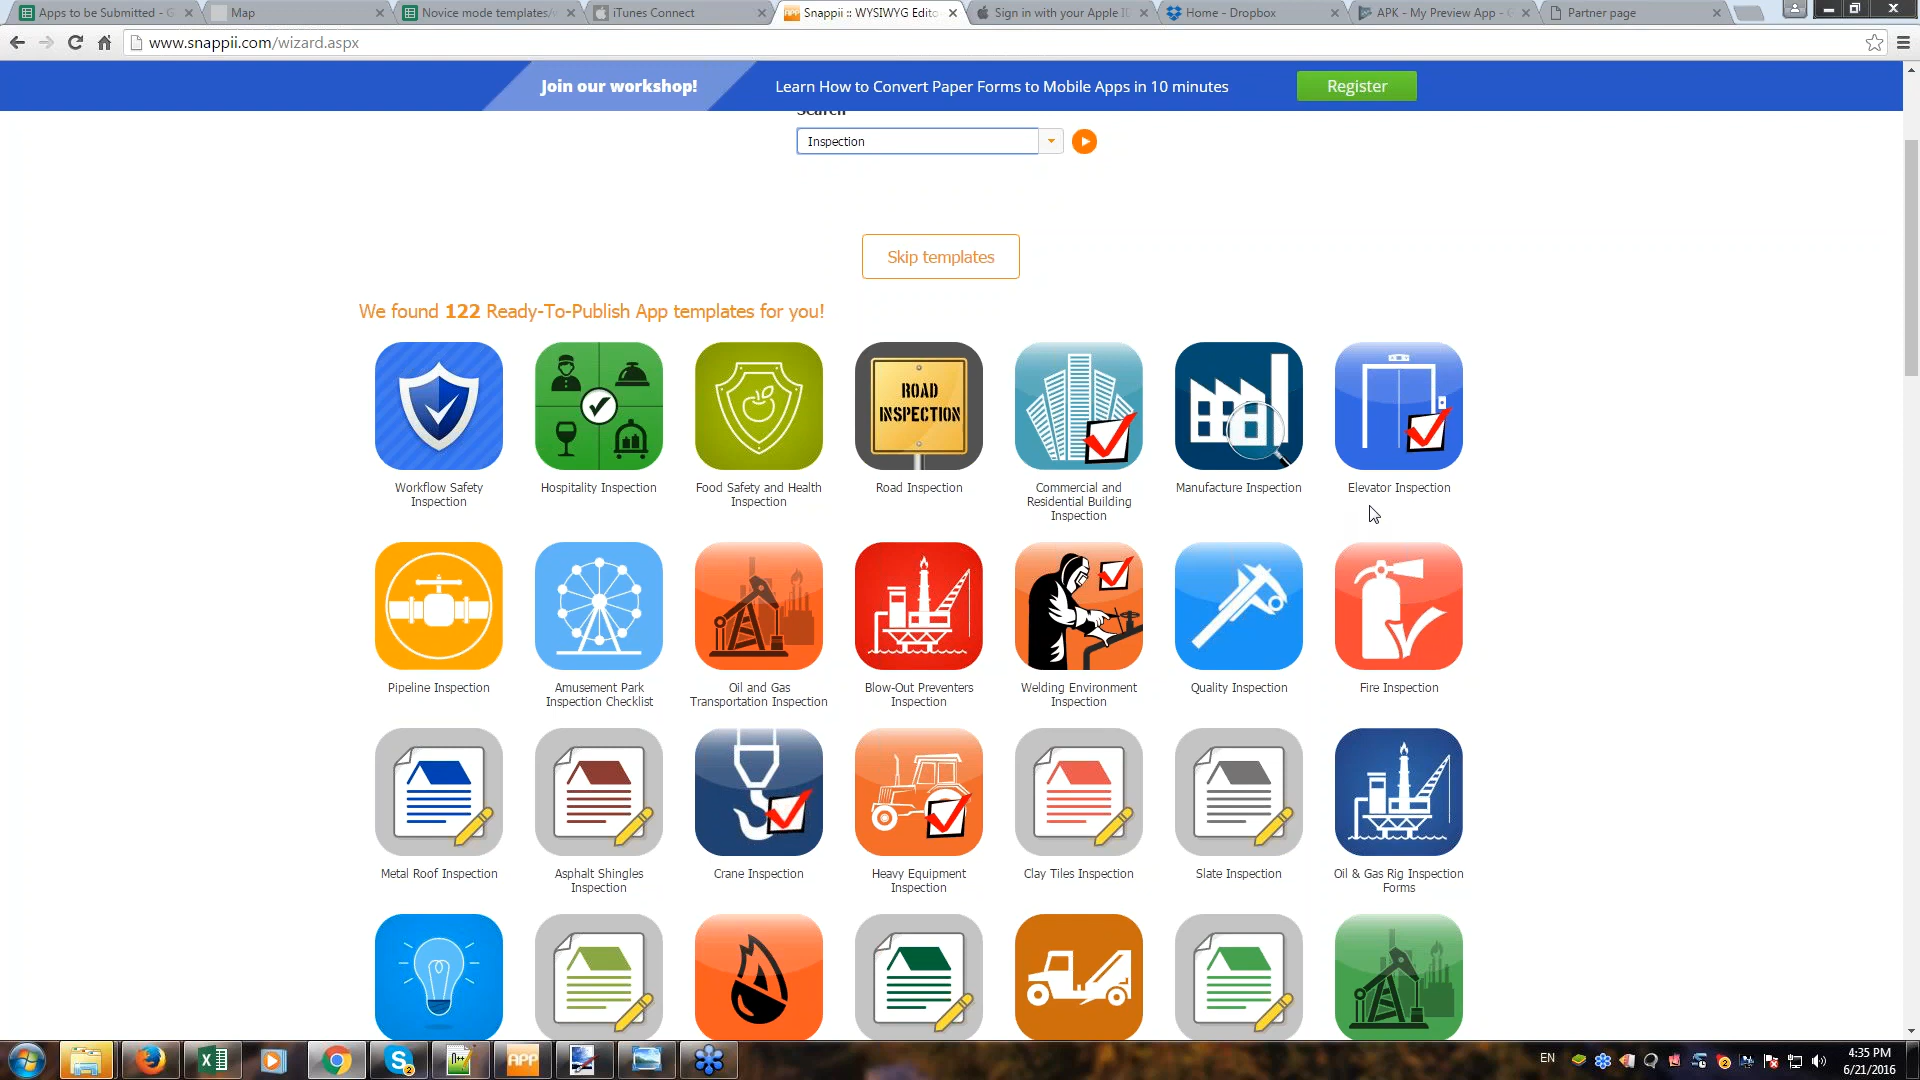 Apps to be Submitted - G
Map
Novice mode templates/
iTunes Connect
Snappii :: WYSIWYG Edito
Sign in with your Apple I
Home - Dropbox
APK - My Preview App - G
Partner page
www.snappii.com/wizard.aspx
Join our workshop!
Learn How to Convert Paper Forms to Mobile Apps in 10 minutes
Register
Search
Inspection
Skip templates
We found 122 Ready-To-Publish App templates for you!
ROAD
INSPECTION
Workflow Safety
Inspection
Hospitality Inspection
Food Safety and Health
Inspection
Road Inspection
Commercial and
Residential Building
Inspection
Manufacture Inspection
Elevator Inspection
Pipeline Inspection
Amusement Park
Inspection Checklist
Oil and Gas
Transportation Inspection
Blow-Out Preventers
Inspection
Welding Environment
Inspection
Quality Inspection
Fire Inspection
Metal Roof Inspection
Asphalt Shingles
Inspection
Crane Inspection
Heavy Equipment
Inspection
Clay Tiles Inspection
Slate Inspection
Oil & Gas Rig Inspection
Forms
APP
EN
4:35 PM
6/21/2016